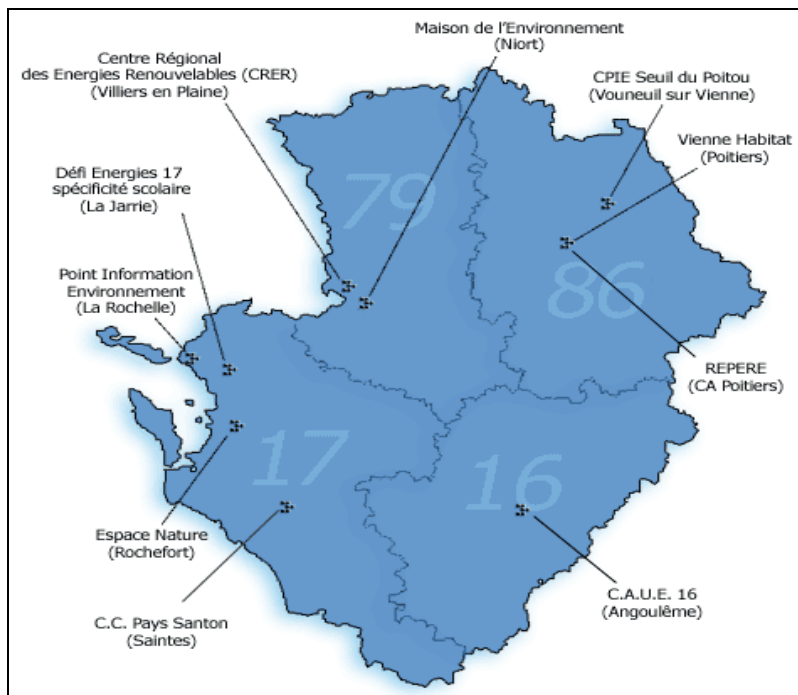 Maison de l'Environnement
(Niort)
Centre Régional
des Energies Renouvelables (CRER)
(Villiers en Plaine)
CPIE Seuil du Poitou
(Vouneuil sur Vienne)
Vienne Habitat
(Poitiers)
Défi Energies 17
spécificité scolaire
(La Jarrie)
79
Point Information
Environnement
(La Rochelle)
86
REPERE
(CA Poitiers)
17
16
Espace Nature
(Rochefort)
C.A.U.E. 16
(Angoulême)
C.C. Pays Santon
(Saintes)